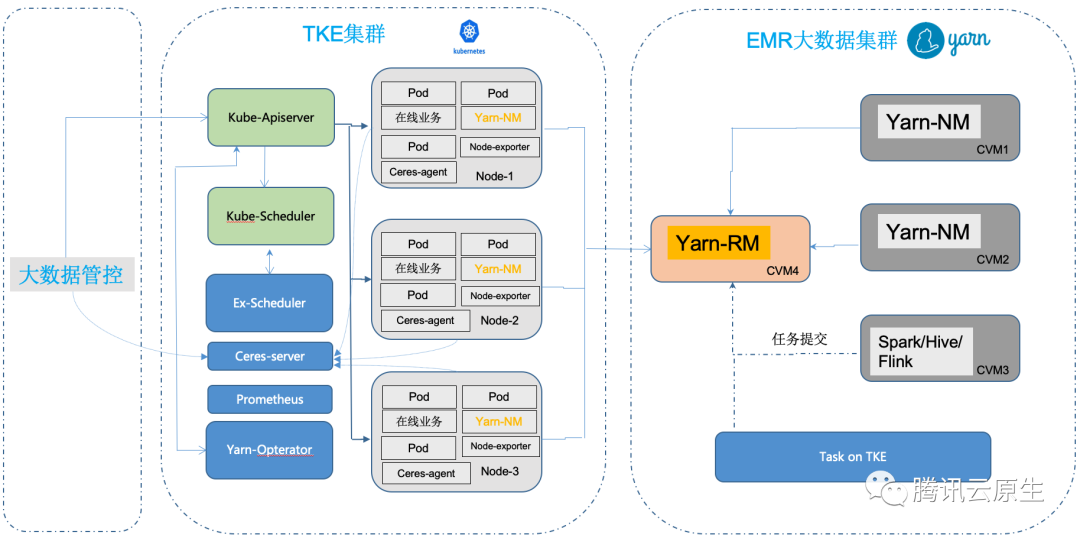 大数据管控
TKE集群
kubernetes
Kube-Apiserver
Kube-Scheduler
Ex-Scheduler
Ceres-server
Prometheus
Yarn-Opterator
Pod
Pod
在线业务
Yarn-NM
Pod
Node-exporter
Ceres-agent
Node-1
Pod
Pod
在线业务
Yarn-NM
Pod
Node-exporter
Ceres-agent
Node-2
Pod
Pod
在线业务
Yarn-NM
Pod
Node-exporter
Ceres-agent
Node-3
EMR大数据集群
yarn
Yarn-NM
CVM1
Yarn-RM
CVM4
Yarn-NM
CVM2
任务提交
Spark/Hive/
Flink
CVM3
Task on TKE
腾讯云原生